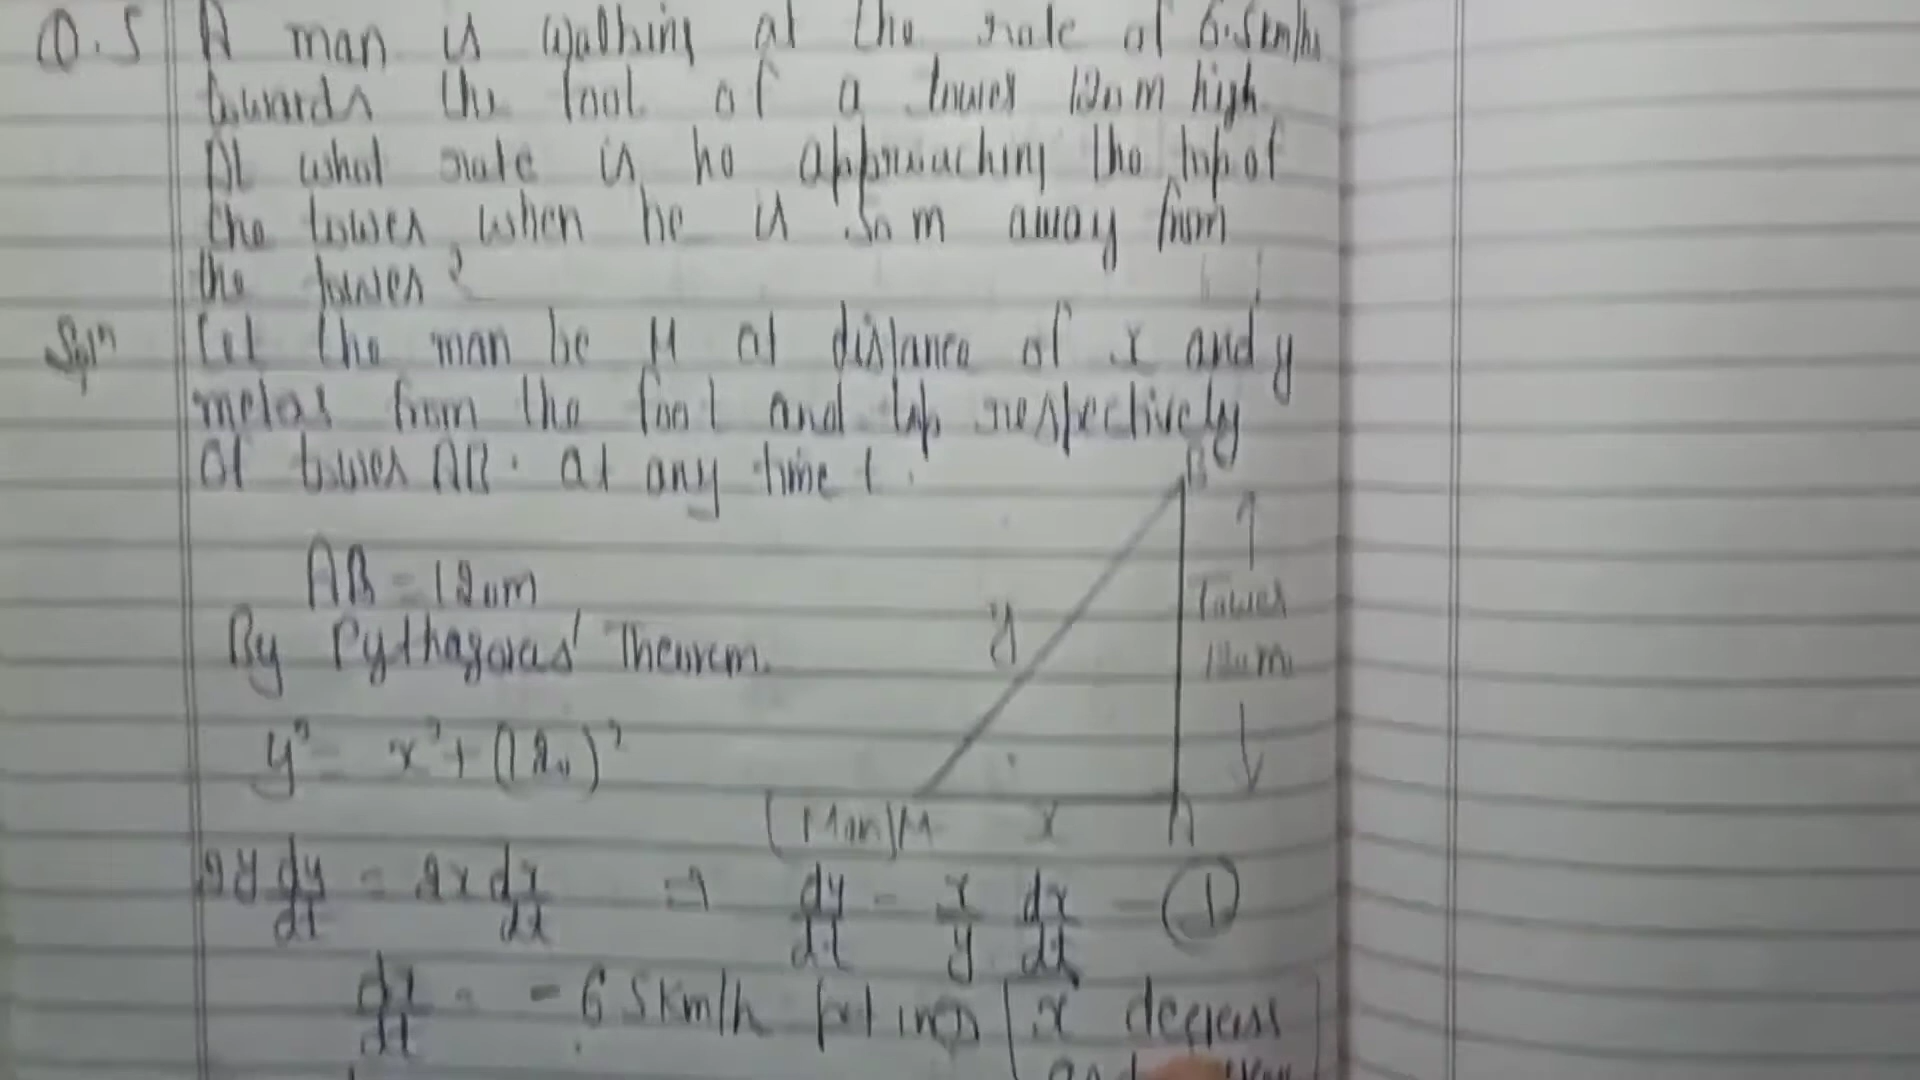 Q.5 A man is walking at the rate of 6.5km/hr
towards the foot of a tower 120m high.
At what rate is he approaching the top of
the tower when he is 50m away from
the tower?
Solⁿ Let the man be M at distance of x and y
meters from the foot and top respectively
of tower AB. at any time t.
B
AB = 120m
Tower
By Pythagoras' Theorem.
y
120m
y² = x² + (120)²
(Man)M x A
2y dy/dt = 2x dx/dt ⇒ dy/dt = x/y dx/dt - ①
dx/dt = -6.5km/h put in (1) [x
and